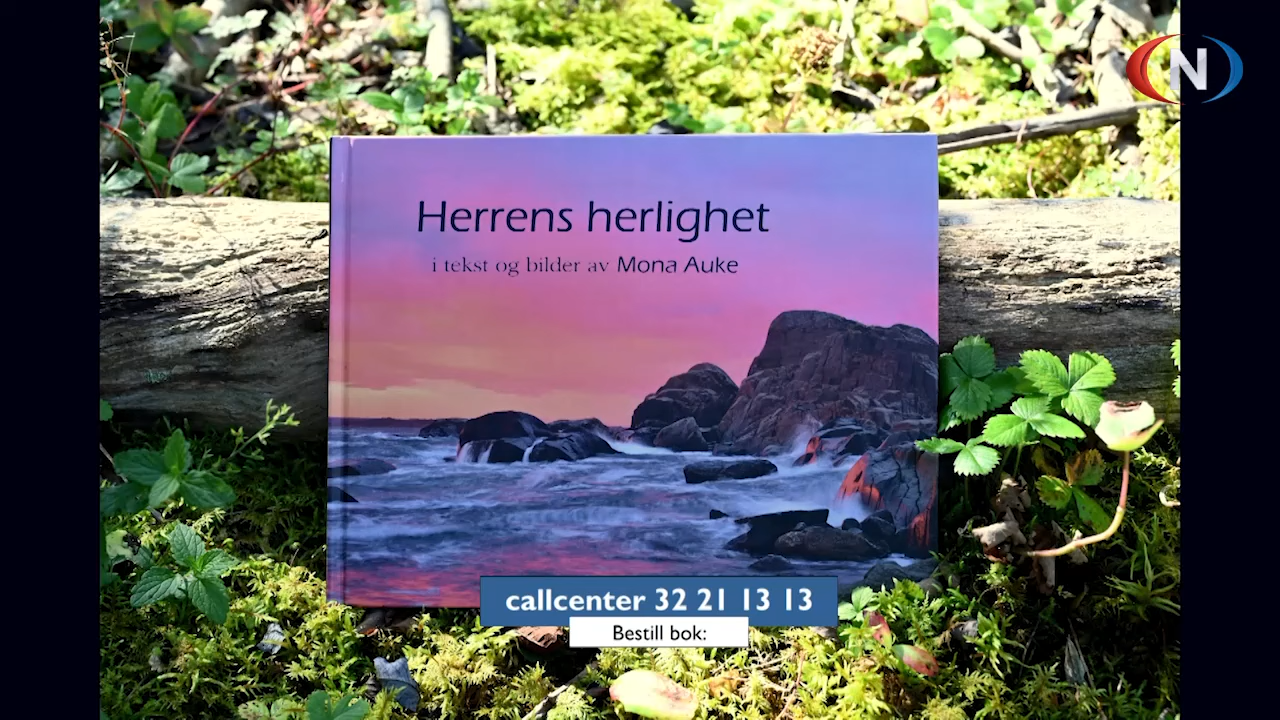 N
Herrens herlighet
i tekst og bilder av Mona Auke
callcenter 32 21 13 13
Bestill bok: